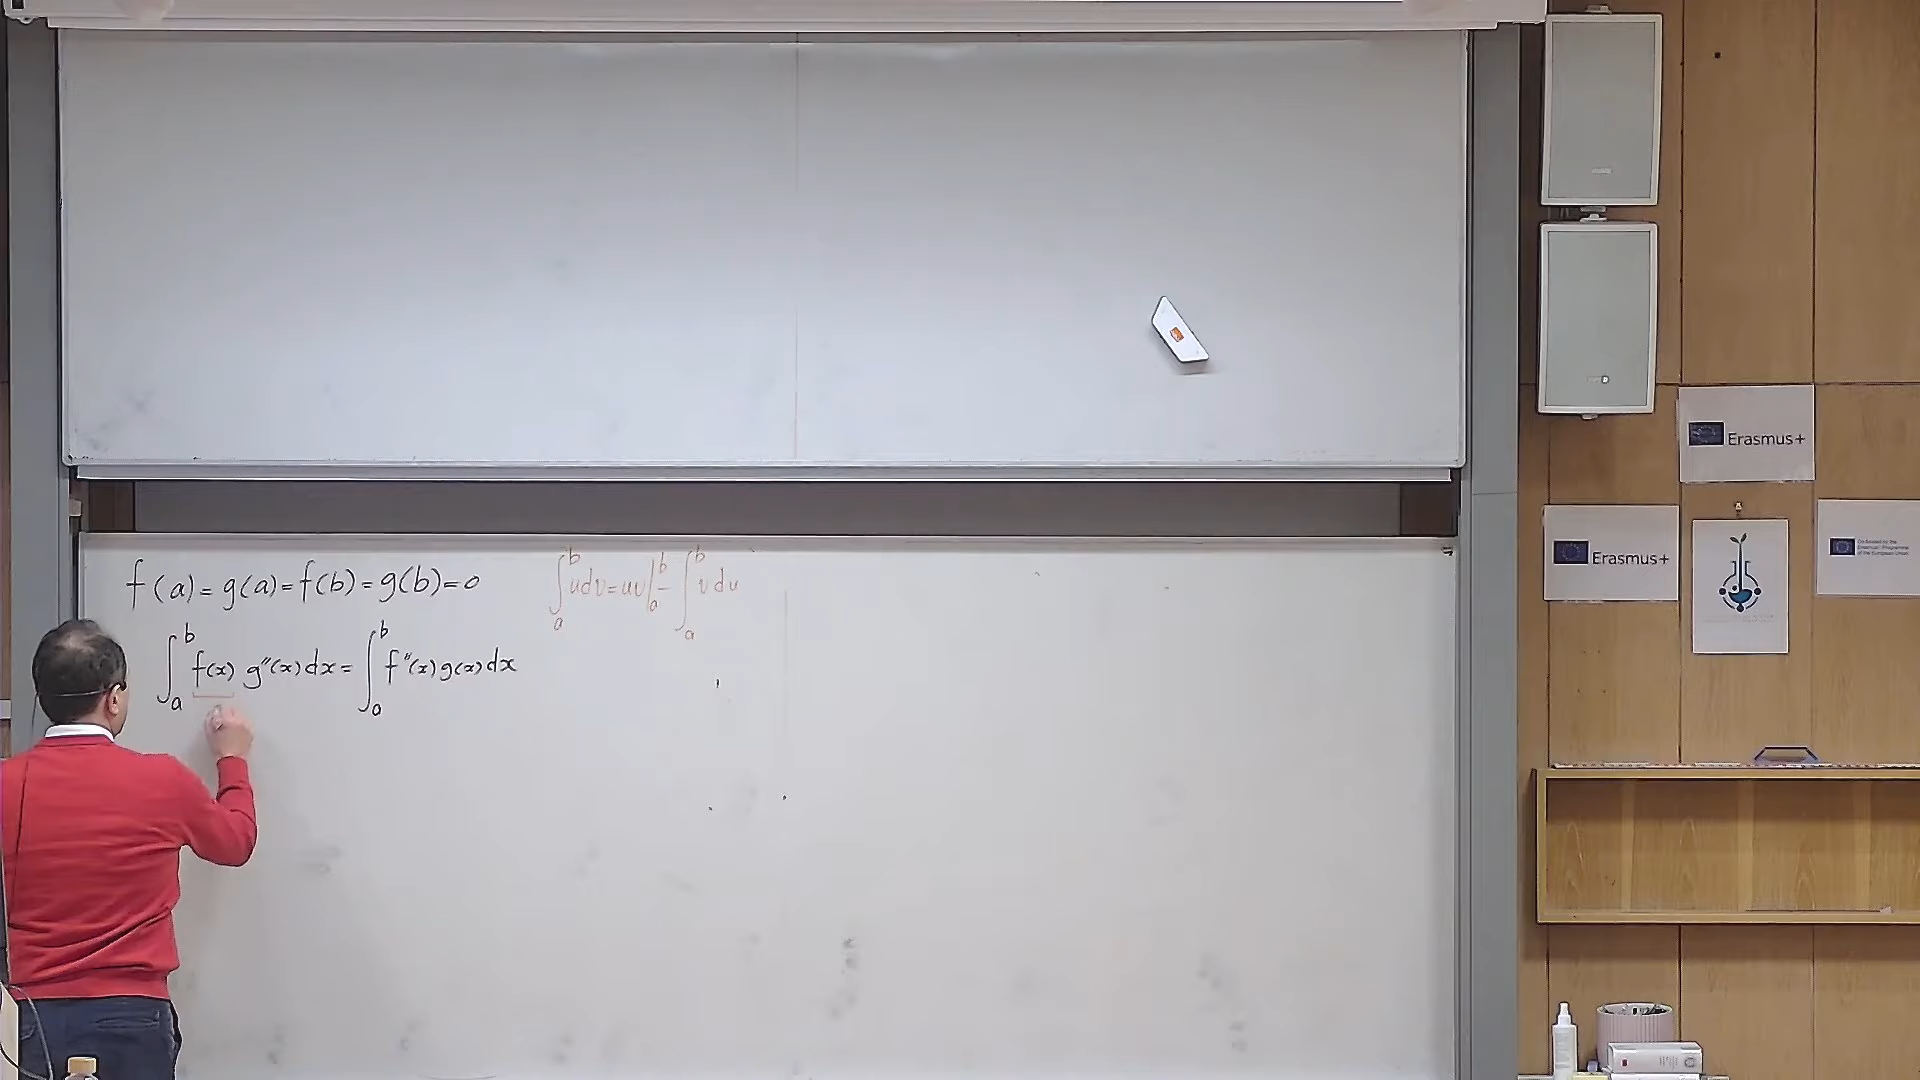 f(a)=g(a)=f(b)=g(b)=0
∫_a^b u dv = uv|_a^b − ∫_a^b v du
∫_a^b f(x) g″(x) dx = ∫_a^b f″(x) g(x) dx
Erasmus+
Erasmus+